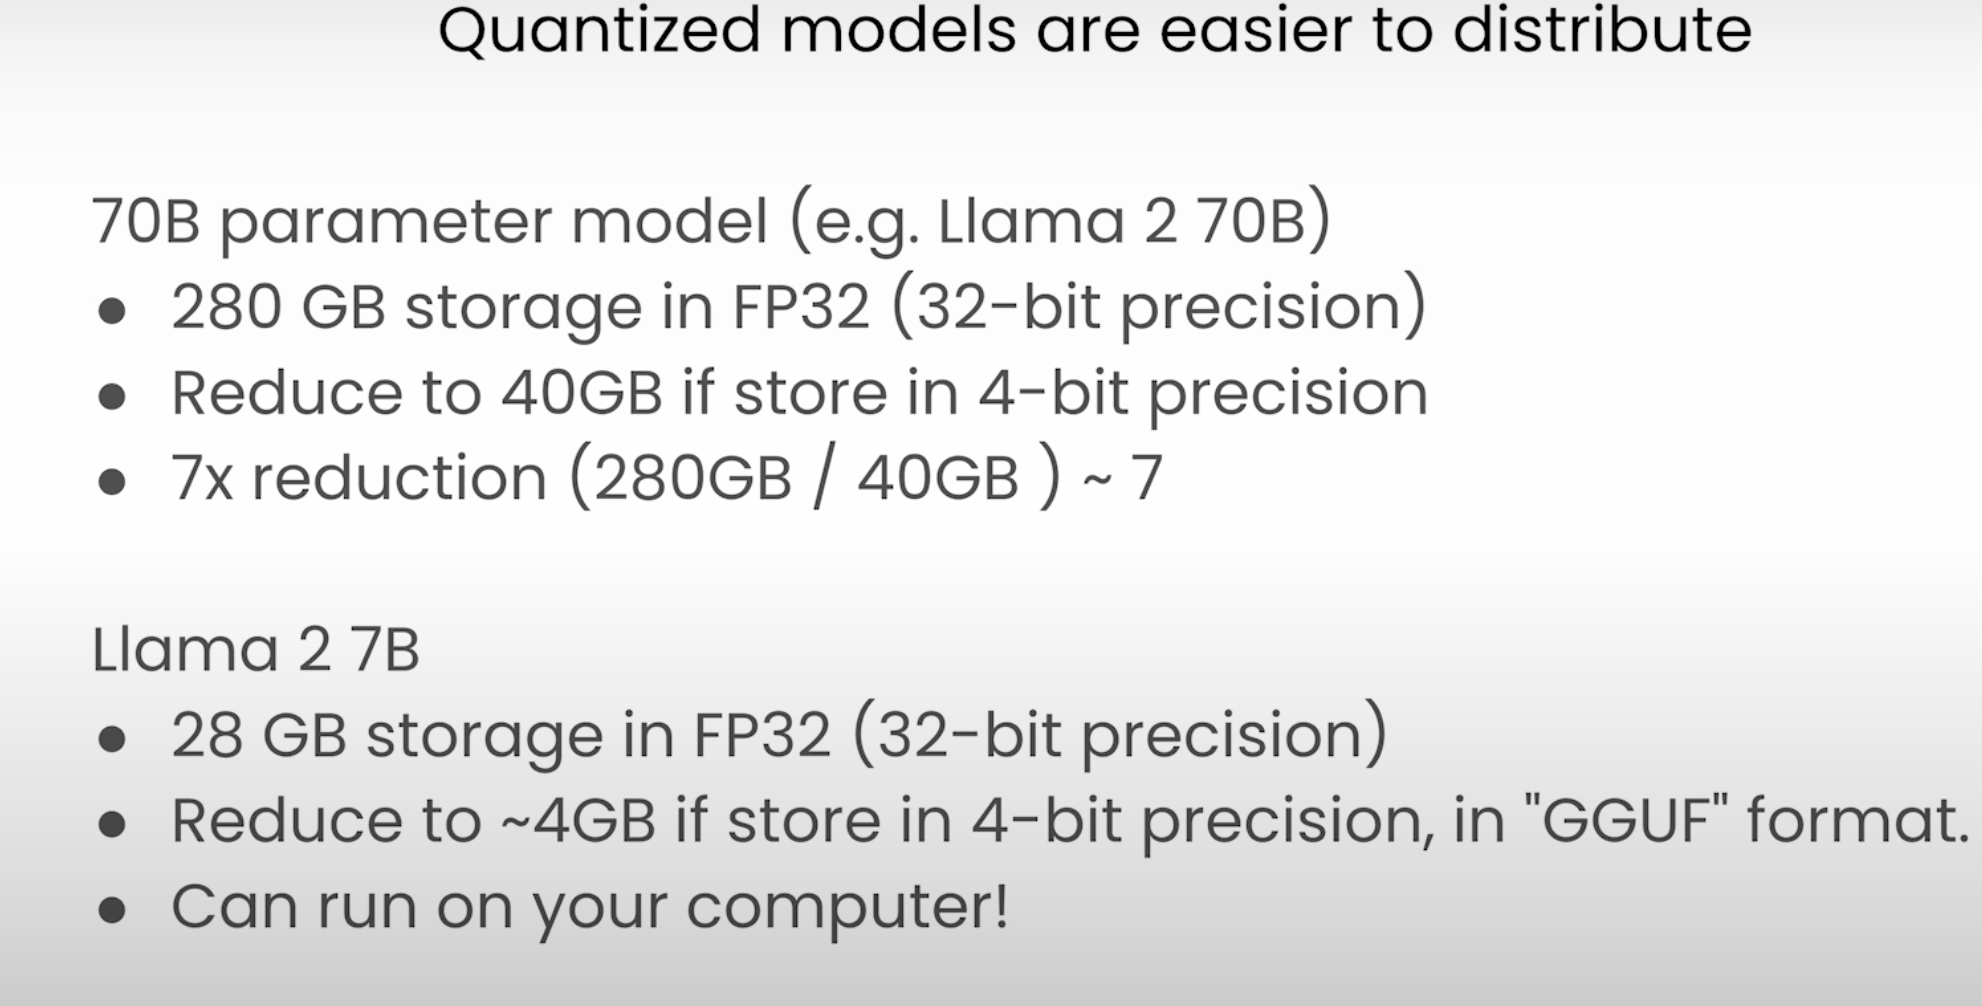 Quantized models are easier to distribute
70B parameter model (e.g. Llama 2 70B)
● 280 GB storage in FP32 (32-bit precision)
● Reduce to 40GB if store in 4-bit precision
● 7x reduction (280GB / 40GB ) ~ 7
Llama 2 7B
● 28 GB storage in FP32 (32-bit precision)
● Reduce to ~4GB if store in 4-bit precision, in "GGUF" format.
● Can run on your computer!